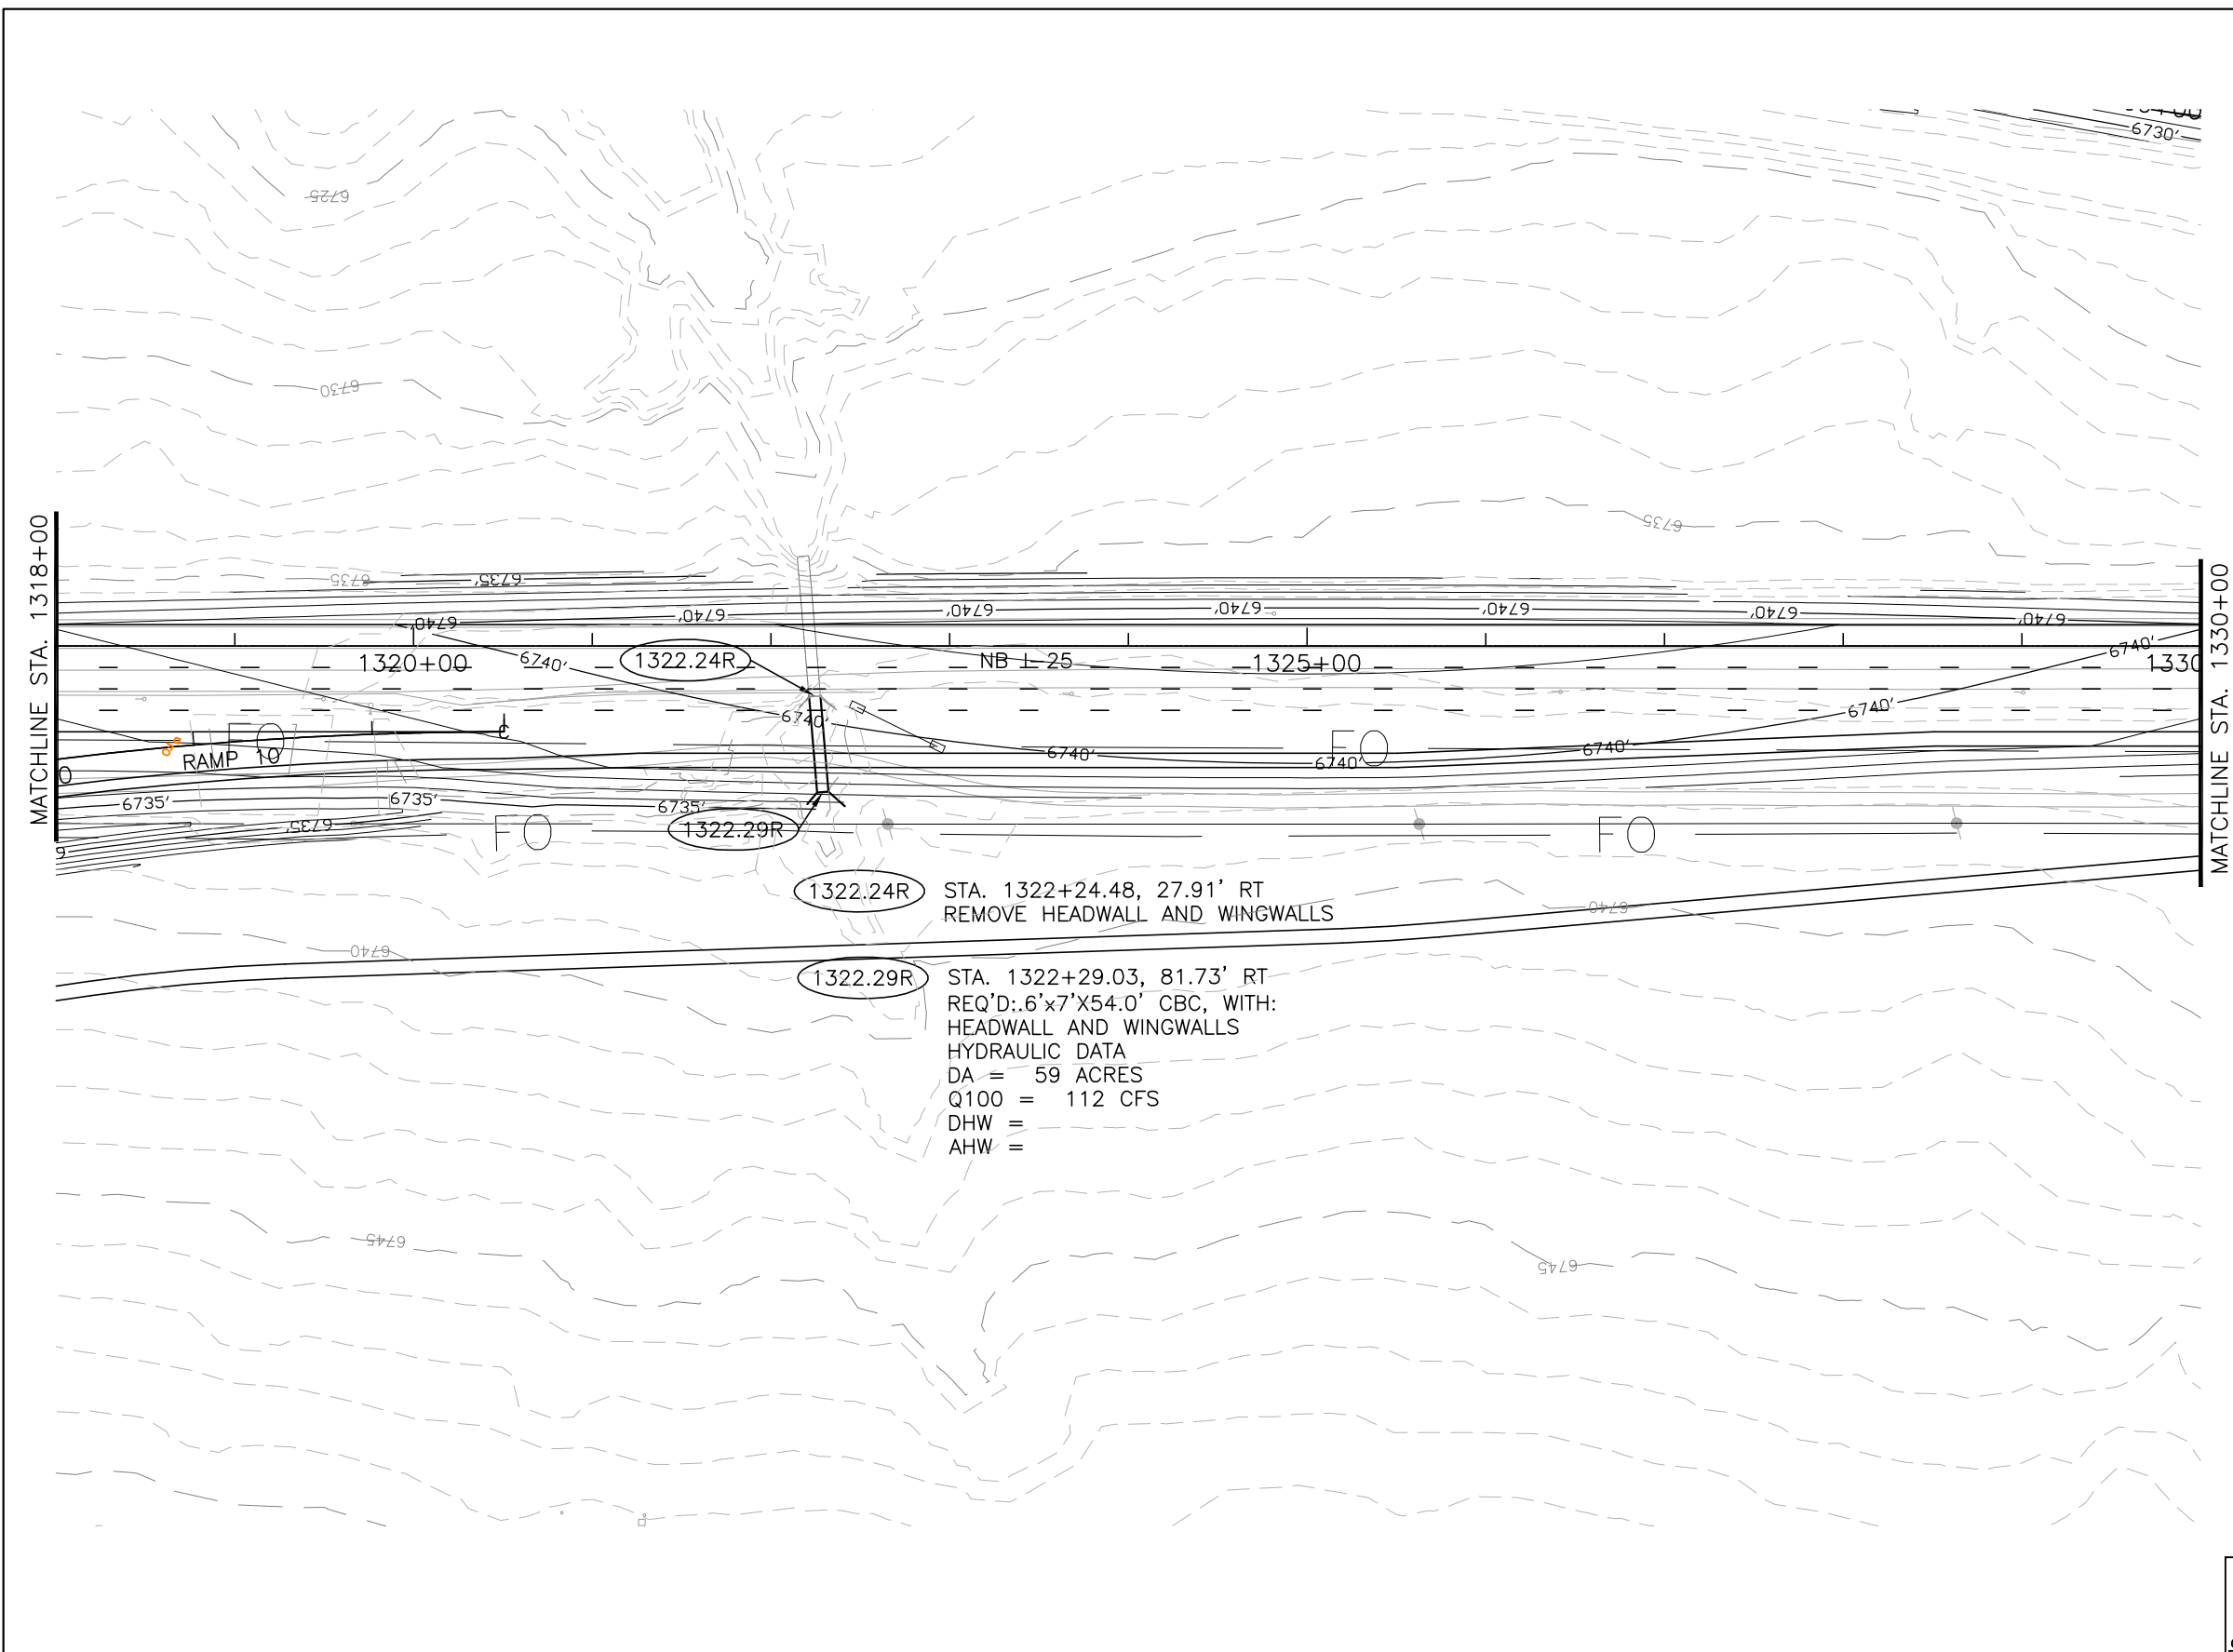 6730'
6725
6730
6735
MATCHLINE STA. 1318+00
MATCHLINE STA. 1330+00
6735
6735'
6740'
6740'
6740'
6740'
6740'
6740'
6740'
1320+00
6740'
1322.24R
NB I-25
1325+00
6740'
1330
6740'
6740'
FO
RAMP 10
0
6740'
6740'
FO
6740'
6735'
6735'
6735'
6735'
1322.29R
FO
FO
1322.24R STA. 1322+24.48, 27.91' RT
REMOVE HEADWALL AND WINGWALLS
6740
6740
1322.29R STA. 1322+29.03, 81.73' RT
REQ'D:.6'x7'X54.0' CBC, WITH:
HEADWALL AND WINGWALLS
HYDRAULIC DATA
DA = 59 ACRES
Q100 = 112 CFS
DHW =
AHW =
6745
6745